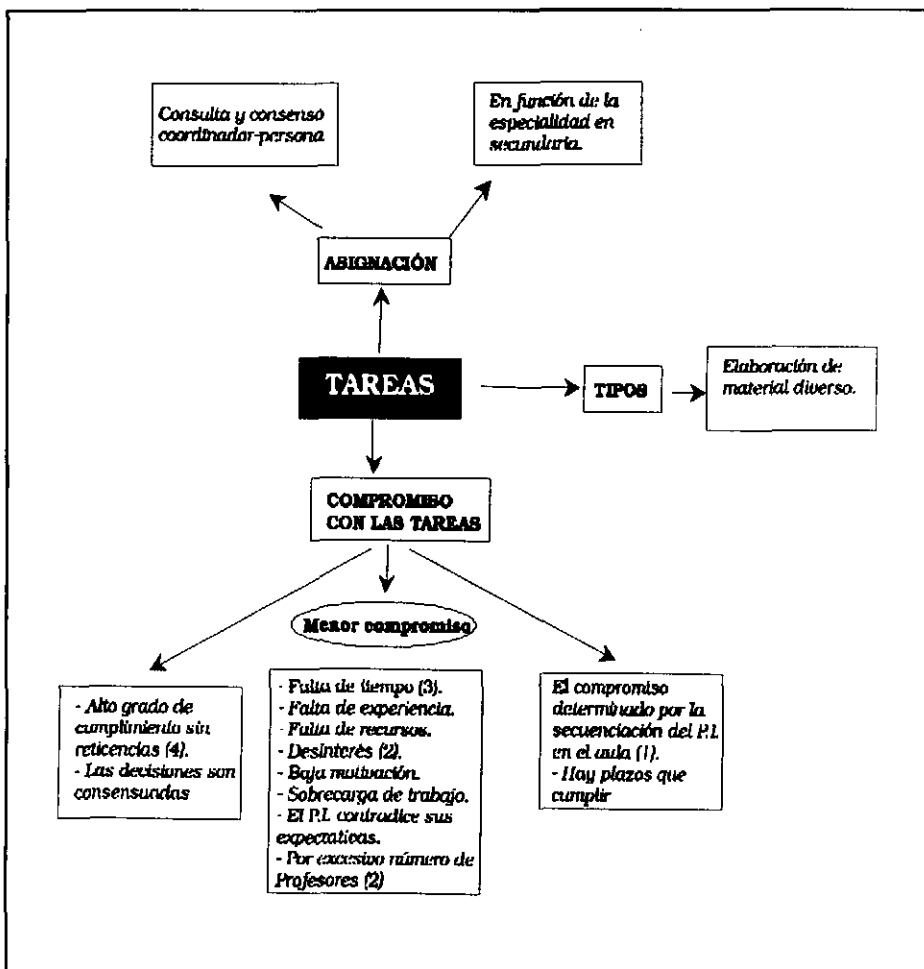 Consulta y consenso
coordinador-persona
En función de la
especialidad en
secundaria.
ASIGNACIÓN
TAREAS
TIPOS
Elaboración de
material diverso.
COMPROMISO
CON LAS TAREAS
Menor compromiso
- Alto grado de
cumplimiento sin
reticencias (4).
- Las decisiones son
consensuadas
- Falta de tiempo (3).
- Falta de experiencia.
- Falta de recursos.
- Desinterés (2).
- Baja motivación.
- Sobrecarga de trabajo.
- El P.I. contradice sus
expectativas.
- Por excesivo número de
Profesores (2)
El compromiso
determinado por la
secuenciación del P.I.
en el aula (1).
- Hay plazos que
cumplir